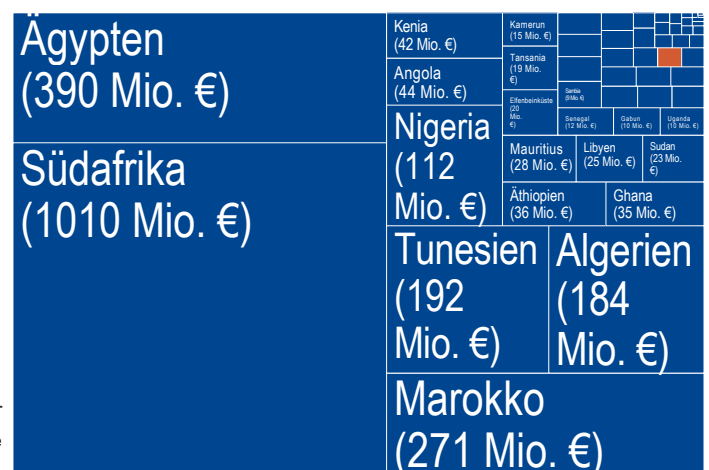 Ägypten
(390 Mio. €)
Südafrika
(1010 Mio. €)
Kenia
(42 Mio. €)
Angola
(44 Mio. €)
Nigeria
(112
Mio. €)
Kamerun
(15 Mio. €)
Tansania
(19 Mio.
€)
Elfenbeinküste
(20
Mio.
€)
Sambia
(9 Mio. €)
Senegal
(12 Mio. €)
Gabun
(10 Mio. €)
Uganda
(10 Mio. €)
Mauritius
(28 Mio. €)
Libyen
(25 Mio. €)
Sudan
(23 Mio.
€)
Äthiopien
(36 Mio. €)
Ghana
(35 Mio. €)
Tunesien
(192
Mio. €)
Algerien
(184
Mio. €)
Marokko
(271 Mio. €)